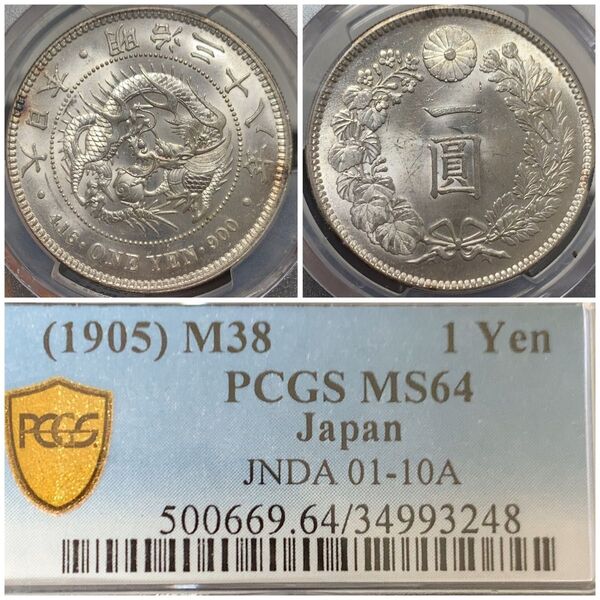 大日本・明治三十八年
416・ONE YEN・900
一圓
(1905) M38 1 Yen
PCGS MS64
Japan
JNDA 01-10A
PCGS
500669.64/34993248